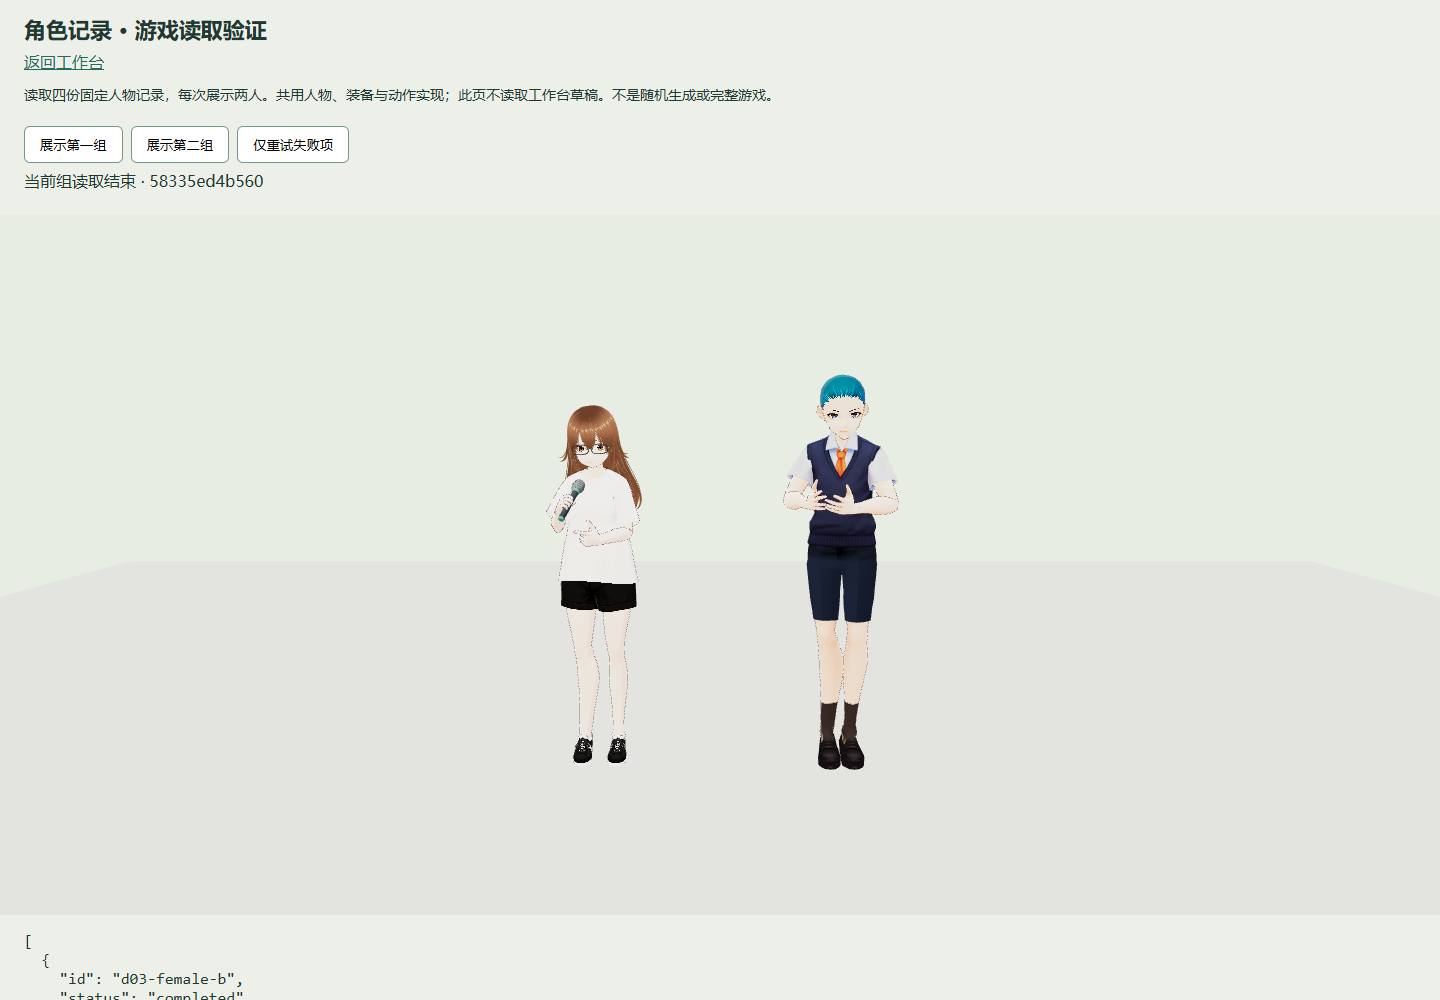 角色记录 • 游戏读取验证
返回工作台
读取四份固定人物记录，每次展示两人。共用人物、装备与动作实现；此页不读取工作台草稿。不是随机生成或完整游戏。
展示第一组
展示第二组
仅重试失败项
当前组读取结束 · 58335ed4b560
[
  {
    "id": "d03-female-b",
    "status": "completed"